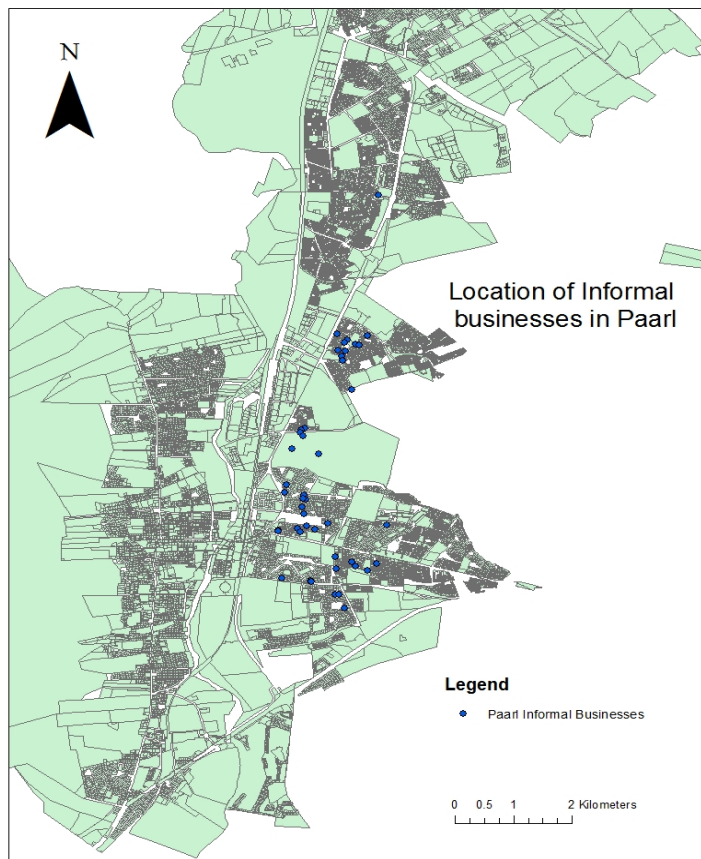 N
Location of Informal
businesses in Paarl
Legend
Paarl Informal Businesses
0 0.5 1 2 Kilometers